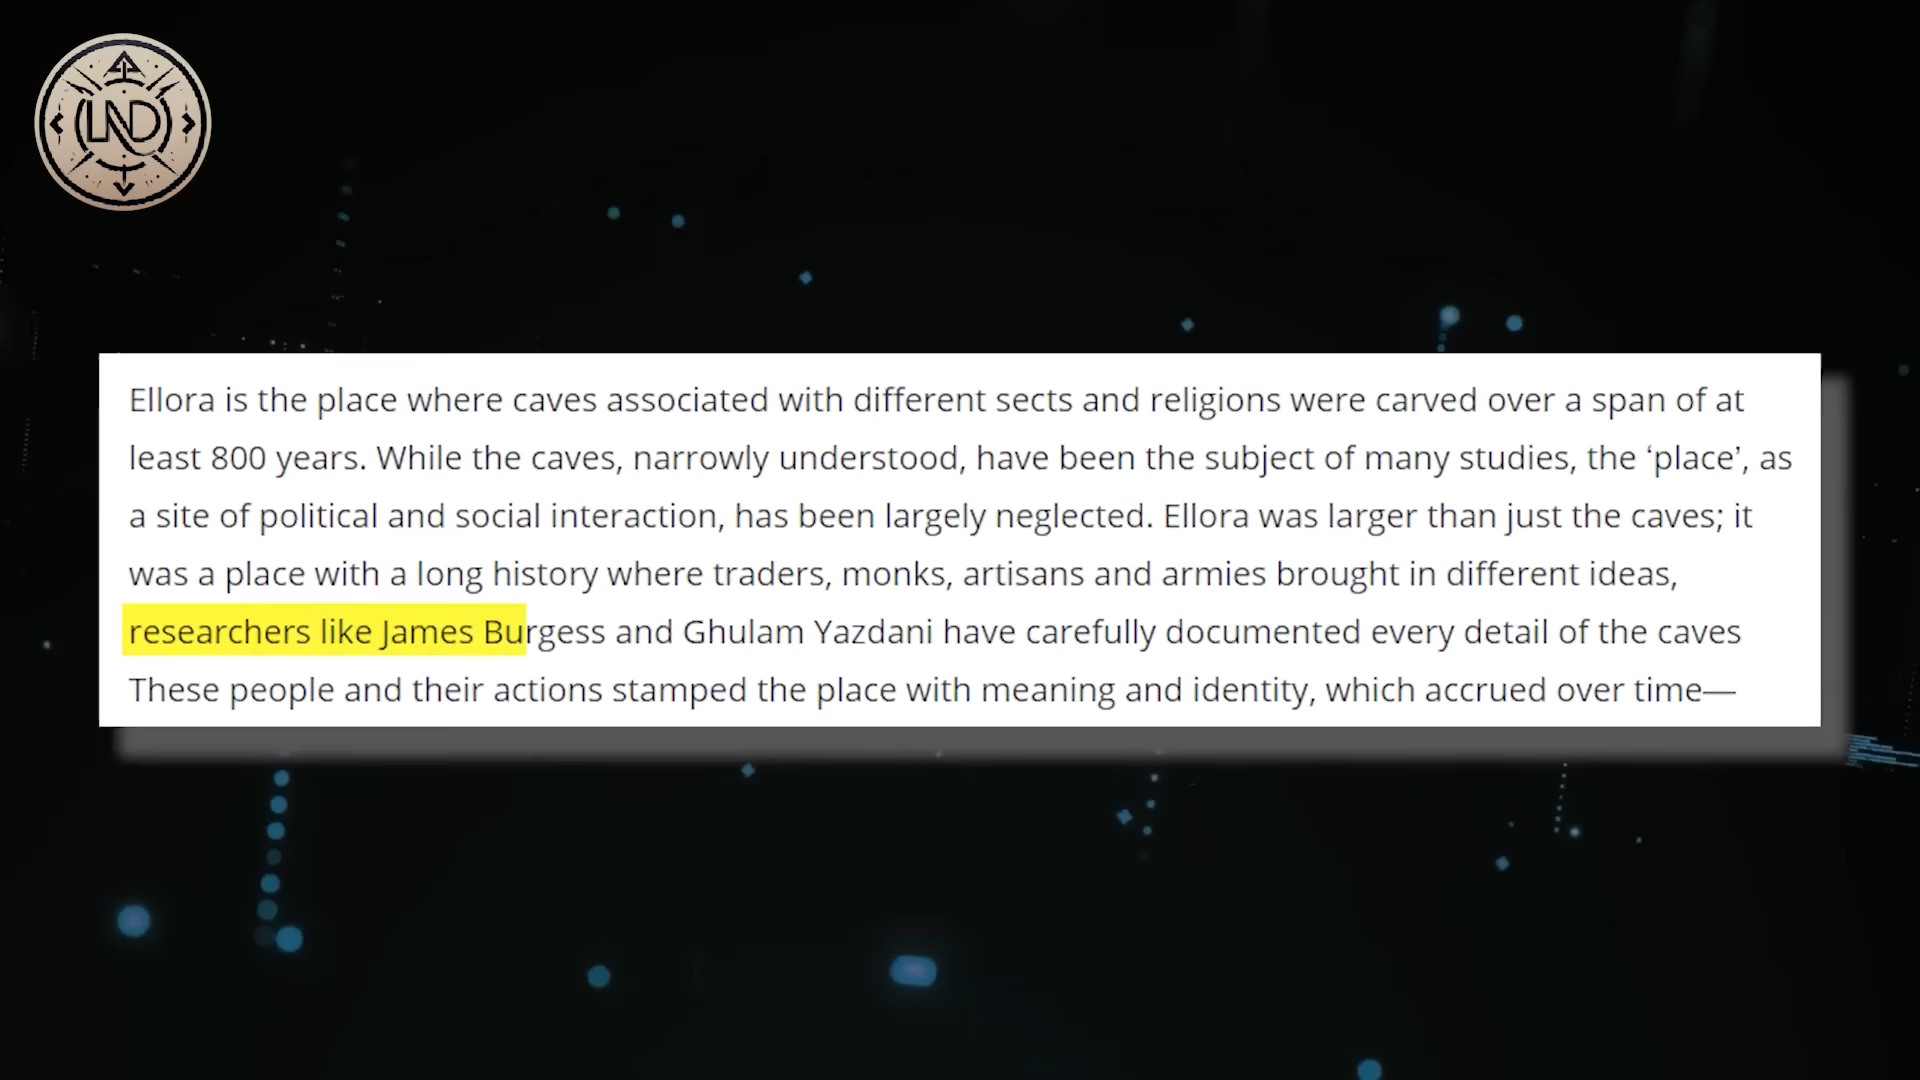 UND
Ellora is the place where caves associated with different sects and religions were carved over a span of at
least 800 years. While the caves, narrowly understood, have been the subject of many studies, the ‘place’, as
a site of political and social interaction, has been largely neglected. Ellora was larger than just the caves; it
was a place with a long history where traders, monks, artisans and armies brought in different ideas,
researchers like James Burgess and Ghulam Yazdani have carefully documented every detail of the caves
These people and their actions stamped the place with meaning and identity, which accrued over time—